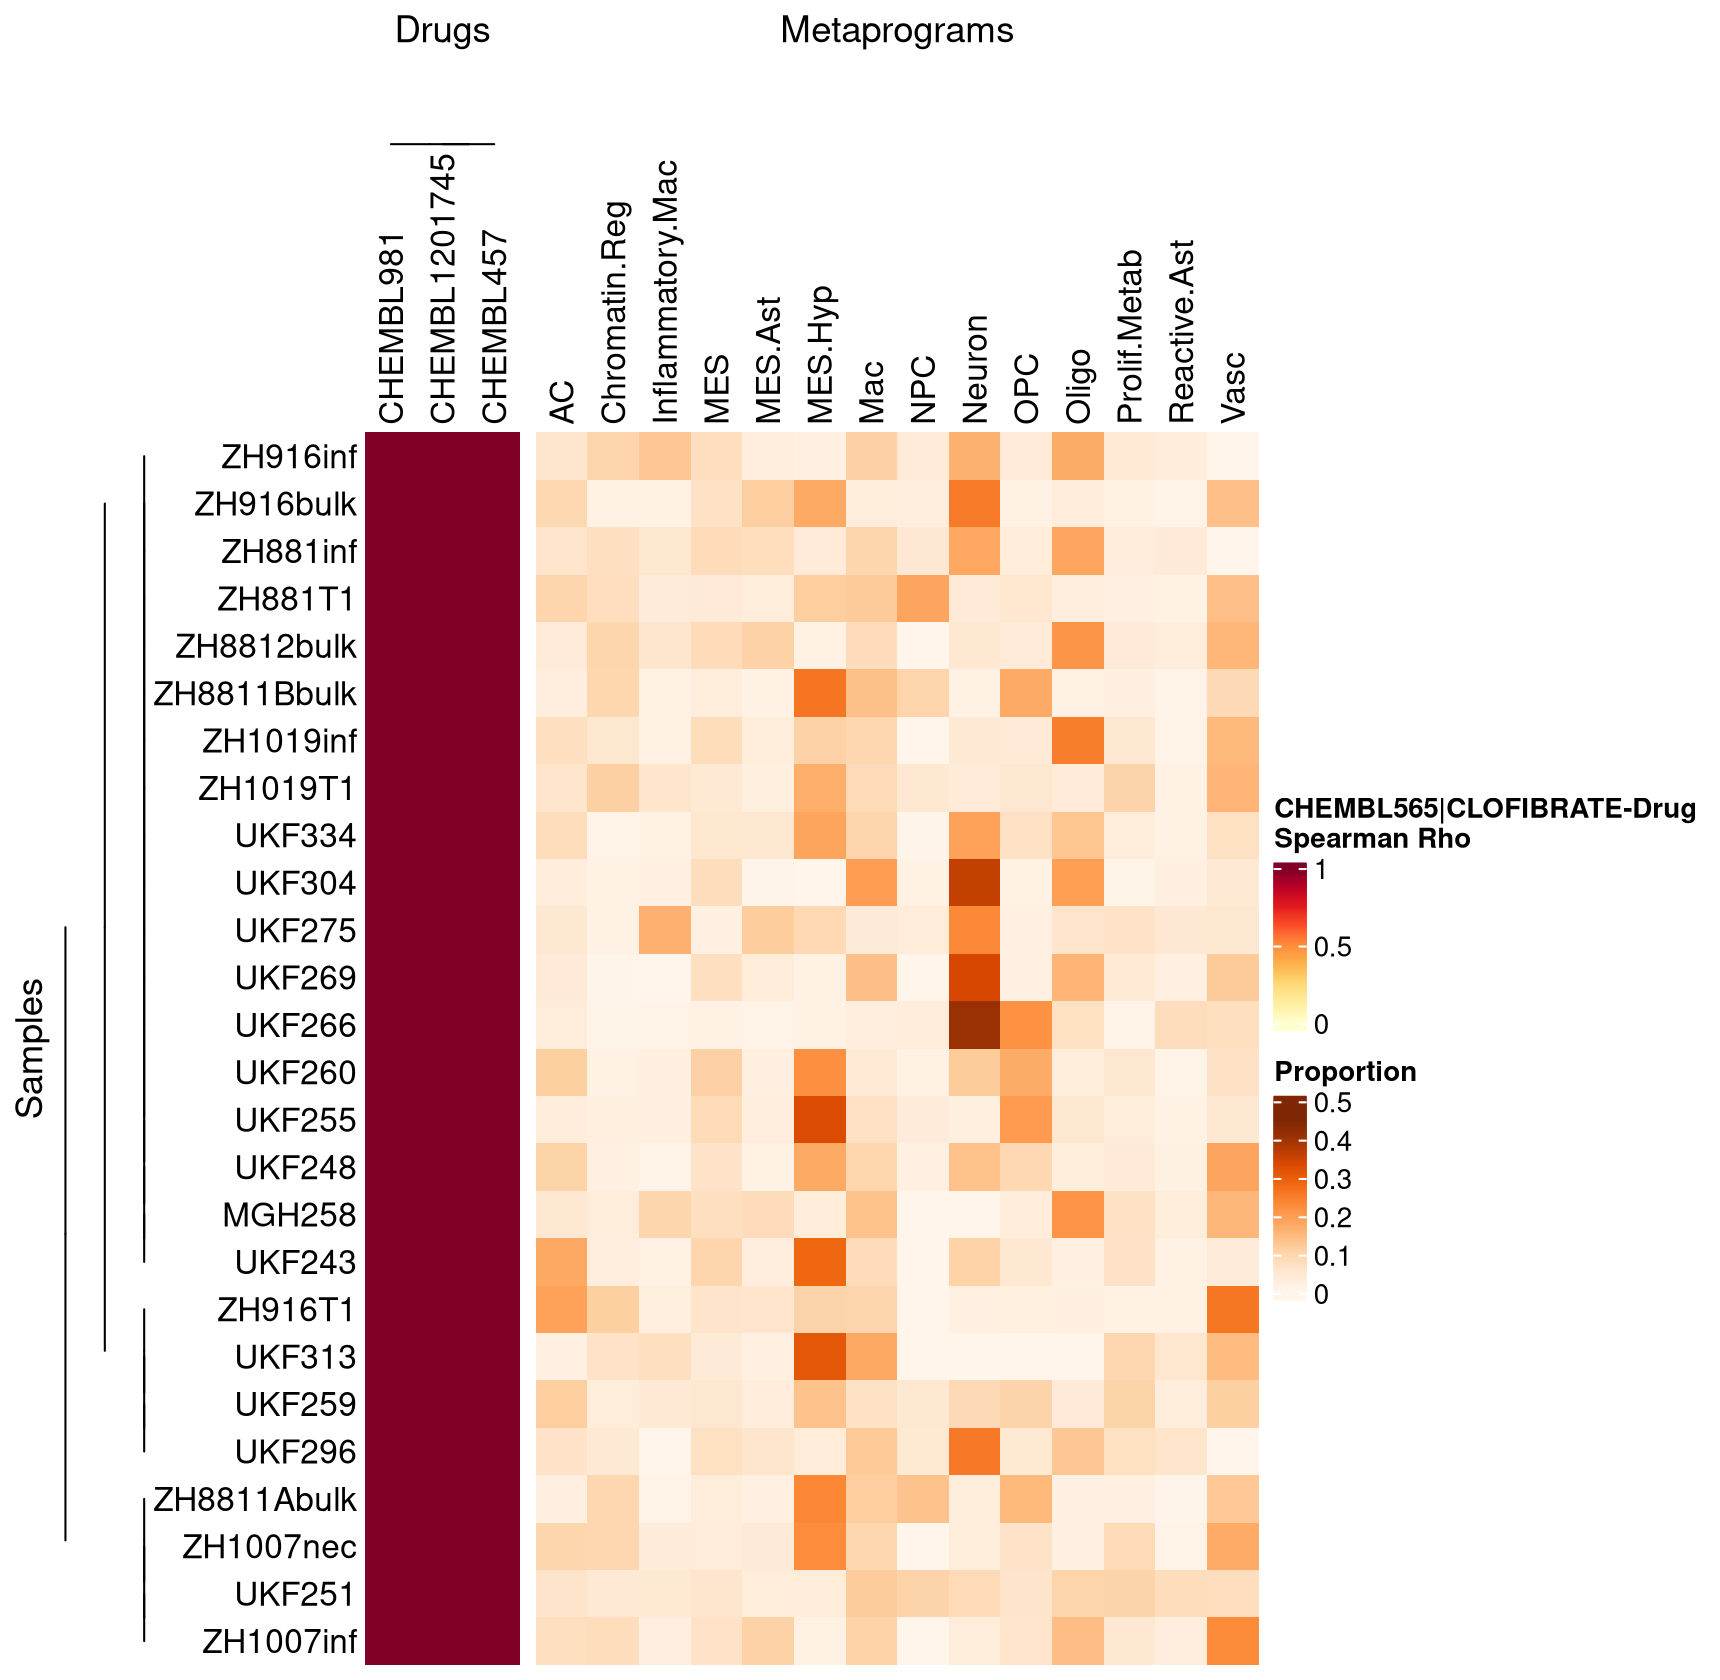 Drugs
Metaprograms
CHEMBL981
CHEMBL1201745
CHEMBL457
AC
Chromatin.Reg
Inflammatory.Mac
MES
MES.Ast
MES.Hyp
Mac
NPC
Neuron
OPC
Oligo
Prolif.Metab
Reactive.Ast
Vasc
Samples
ZH916inf
ZH916bulk
ZH881inf
ZH881T1
ZH8812bulk
ZH8811Bbulk
ZH1019inf
ZH1019T1
UKF334
UKF304
UKF275
UKF269
UKF266
UKF260
UKF255
UKF248
MGH258
UKF243
ZH916T1
UKF313
UKF259
UKF296
ZH8811Abulk
ZH1007nec
UKF251
ZH1007inf
CHEMBL565|CLOFIBRATE-Drug
Spearman Rho
1
0.5
0
Proportion
0.5
0.4
0.3
0.2
0.1
0